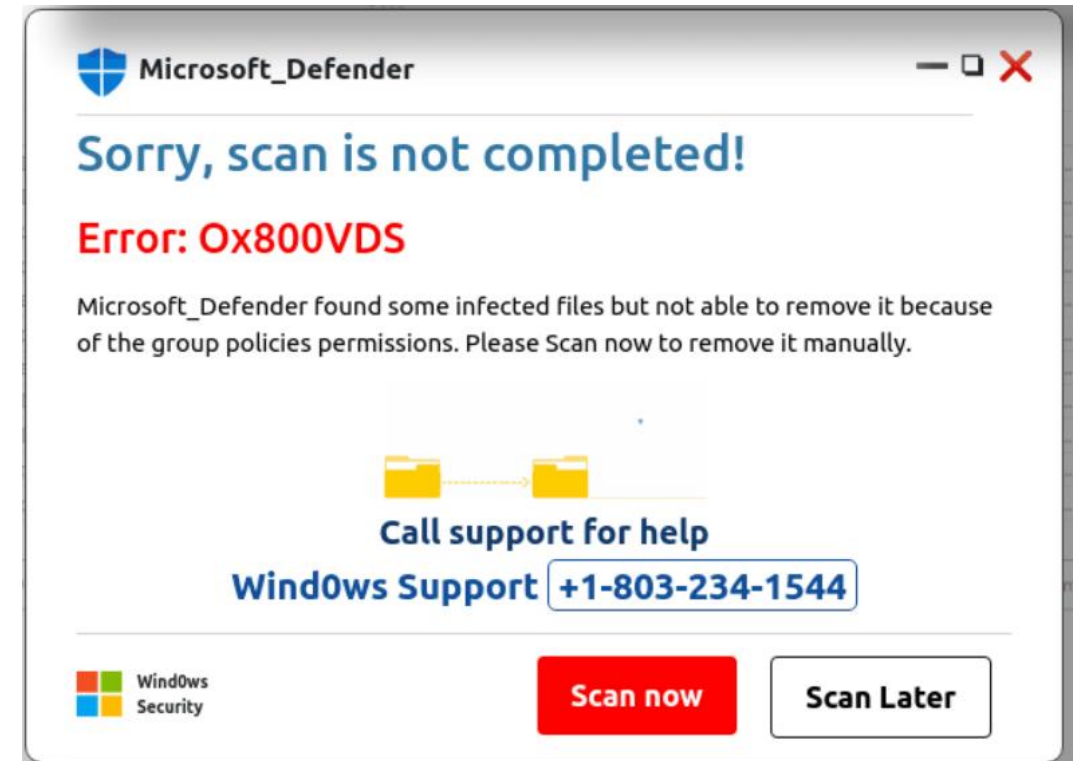 Microsoft_Defender
Sorry, scan is not completed!
Error: Ox800VDS
Microsoft_Defender found some infected files but not able to remove it because
of the group policies permissions. Please Scan now to remove it manually.
Call support for help
Wind0ws Support +1-803-234-1544
Wind0ws
Security
Scan now
Scan Later